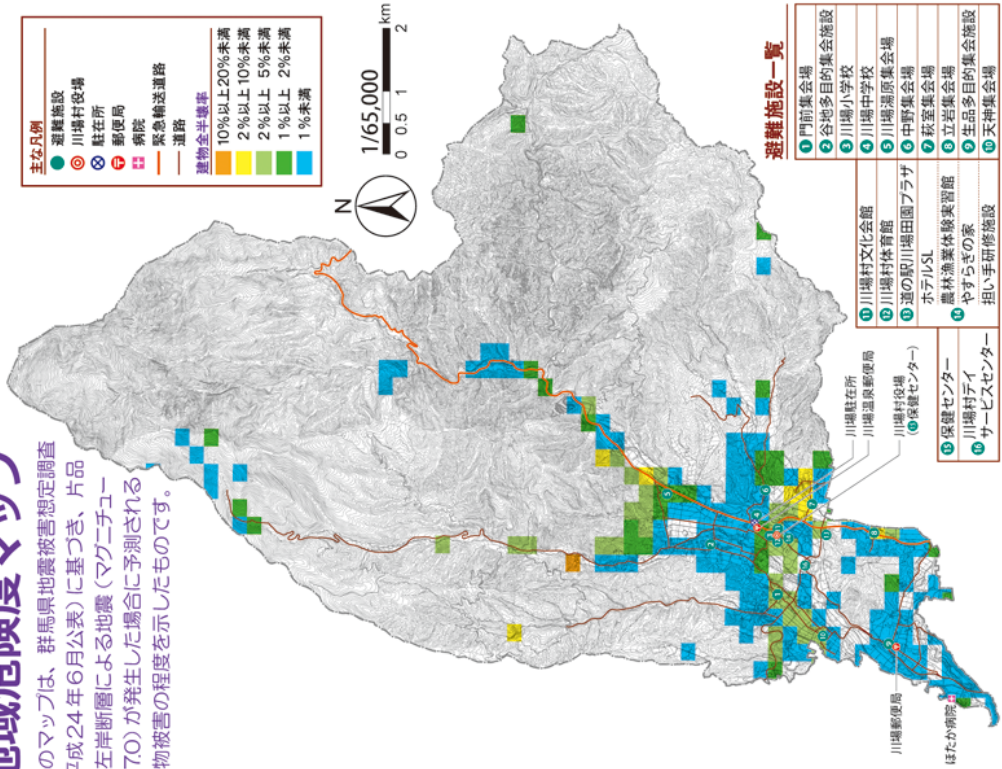 地域危険度マップ
のマップは、群馬県地震被害想定調査
平成24年6月公表)に基づき、片品
左岸断層による地震(マグニチュー
7.0)が発生した場合に予測される
物被害の程度を示したものです。
主な凡例
避難施設
川場村役場
駐在所
郵便局
病院
緊急輸送道路
道路
建物全半壊率
10%以上20%未満
2%以上10%未満
2%以上 5%未満
1%以上 2%未満
1%未満
N
1/65,000
0 0.5 1 2 km
避難施設一覧
1 門前集会場
2 谷地多目的集会施設
3 川場小学校
4 川場中学校
5 川場湯原集会場
6 中野集会場
7 萩室集会場
8 立岩集会場
9 生品多目的集会施設
10 天神集会場
11 川場村文化会館
12 川場村体育館
13 道の駅川場田園プラザ
ホテルSL
14 農林漁業体験実習館
やすらぎの家
担い手研修施設
15 保健センター
16 川場村デイ
サービスセンター
川場駐在所
川場温泉郵便局
川場村役場
(15保健センター)
川場郵便局
ほたか病院